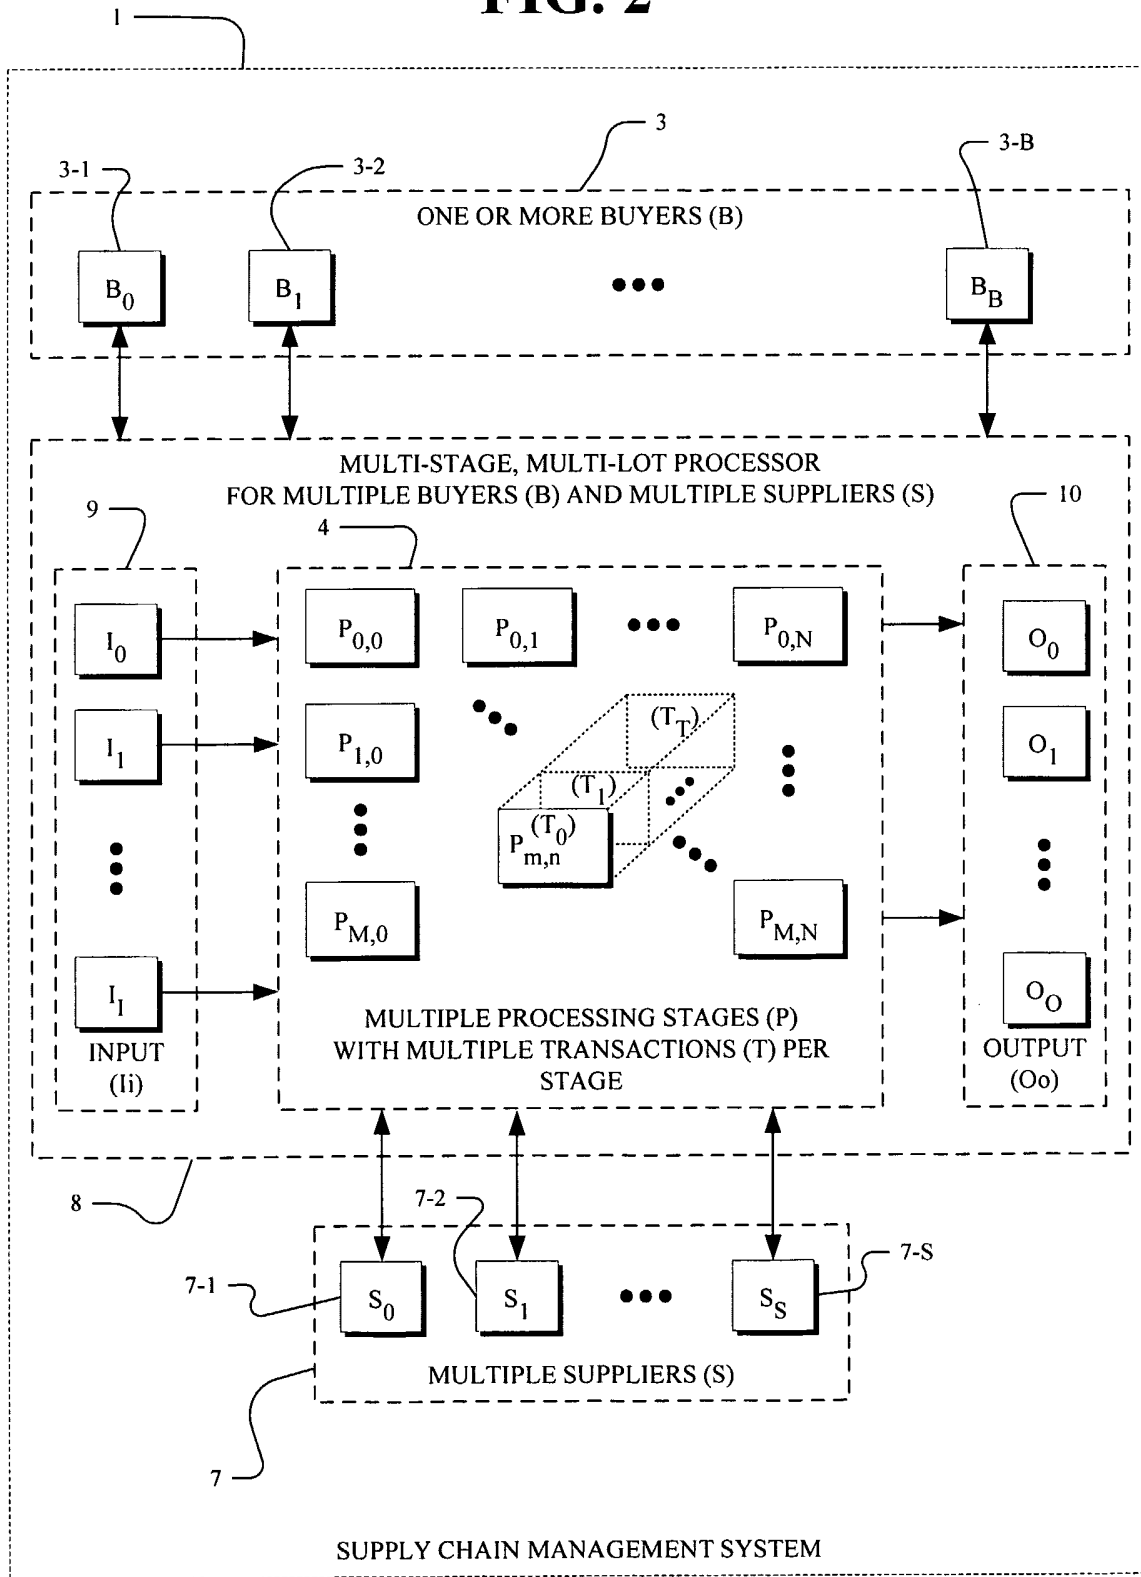 FIG. 2
1
3
3-1
3-2
3-B
ONE OR MORE BUYERS (B)
B0
B1
BB
MULTI-STAGE, MULTI-LOT PROCESSOR
FOR MULTIPLE BUYERS (B) AND MULTIPLE SUPPLIERS (S)
9
4
10
I0
P0,0
P0,1
P0,N
O0
I1
P1,0
(TT)
O1
(T1)
(T0)
Pm,n
PM,0
PM,N
II
OO
INPUT
(Ii)
MULTIPLE PROCESSING STAGES (P)
WITH MULTIPLE TRANSACTIONS (T) PER
STAGE
OUTPUT
(Oo)
8
7-2
7-S
7-1
S0
S1
SS
MULTIPLE SUPPLIERS (S)
7
SUPPLY CHAIN MANAGEMENT SYSTEM